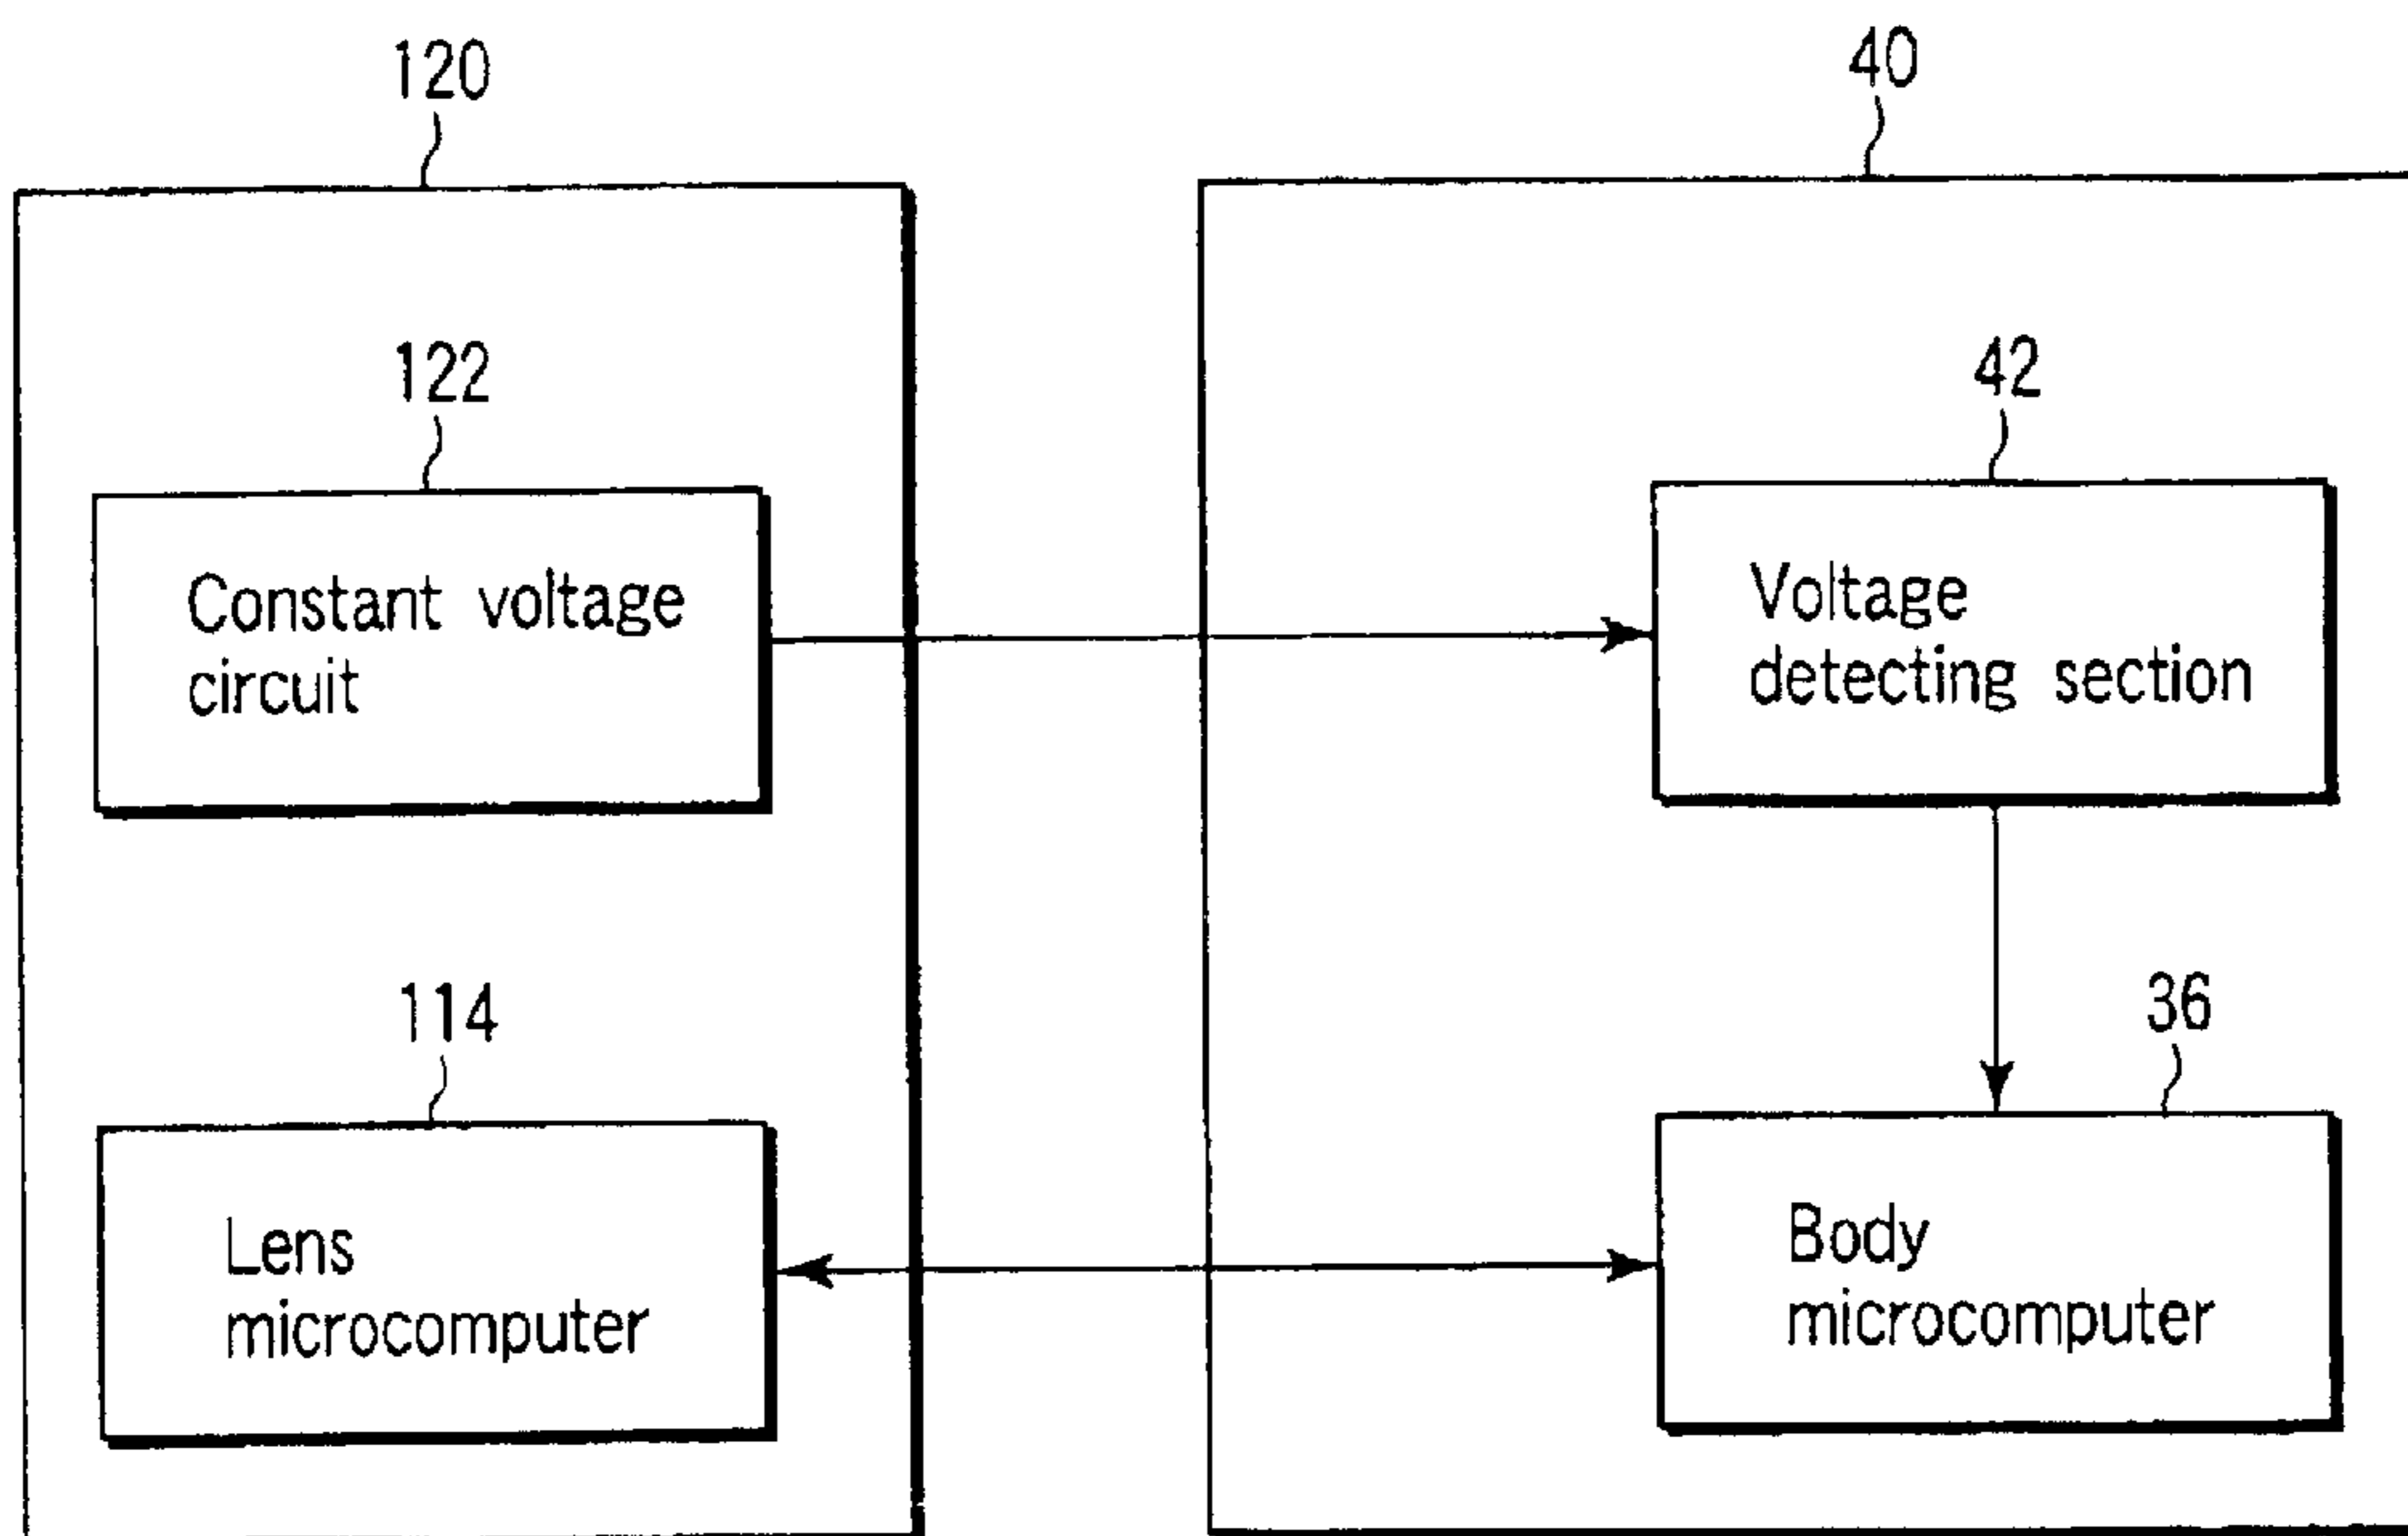 120
40
122
42
Constant voltage
circuit
Voltage
detecting section
114
36
Lens
microcomputer
Body
microcomputer